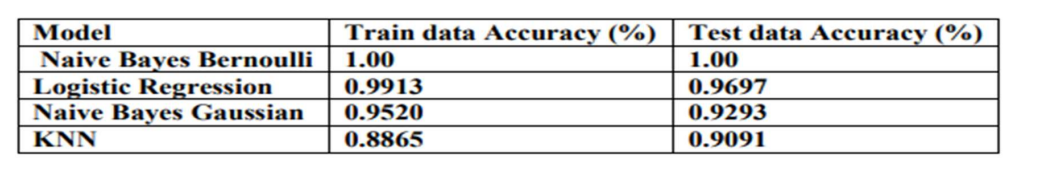 Model Train data Accuracy (%) Test data Accuracy (%)
Naive Bayes Bernoulli 1.00 1.00
Logistic Regression 0.9913 0.9697
Naive Bayes Gaussian 0.9520 0.9293
KNN 0.8865 0.9091